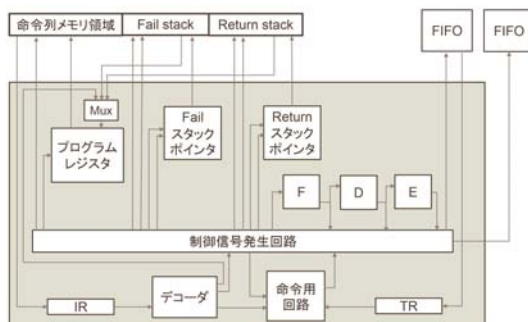 命令列メモリ領域 Fail stack Return stack
FIFO FIFO
Mux
プログラム
レジスタ
Fail
スタック
ポインタ
Return
スタック
ポインタ
F D E
制御信号発生回路
IR
デコーダ
命令用
回路
TR